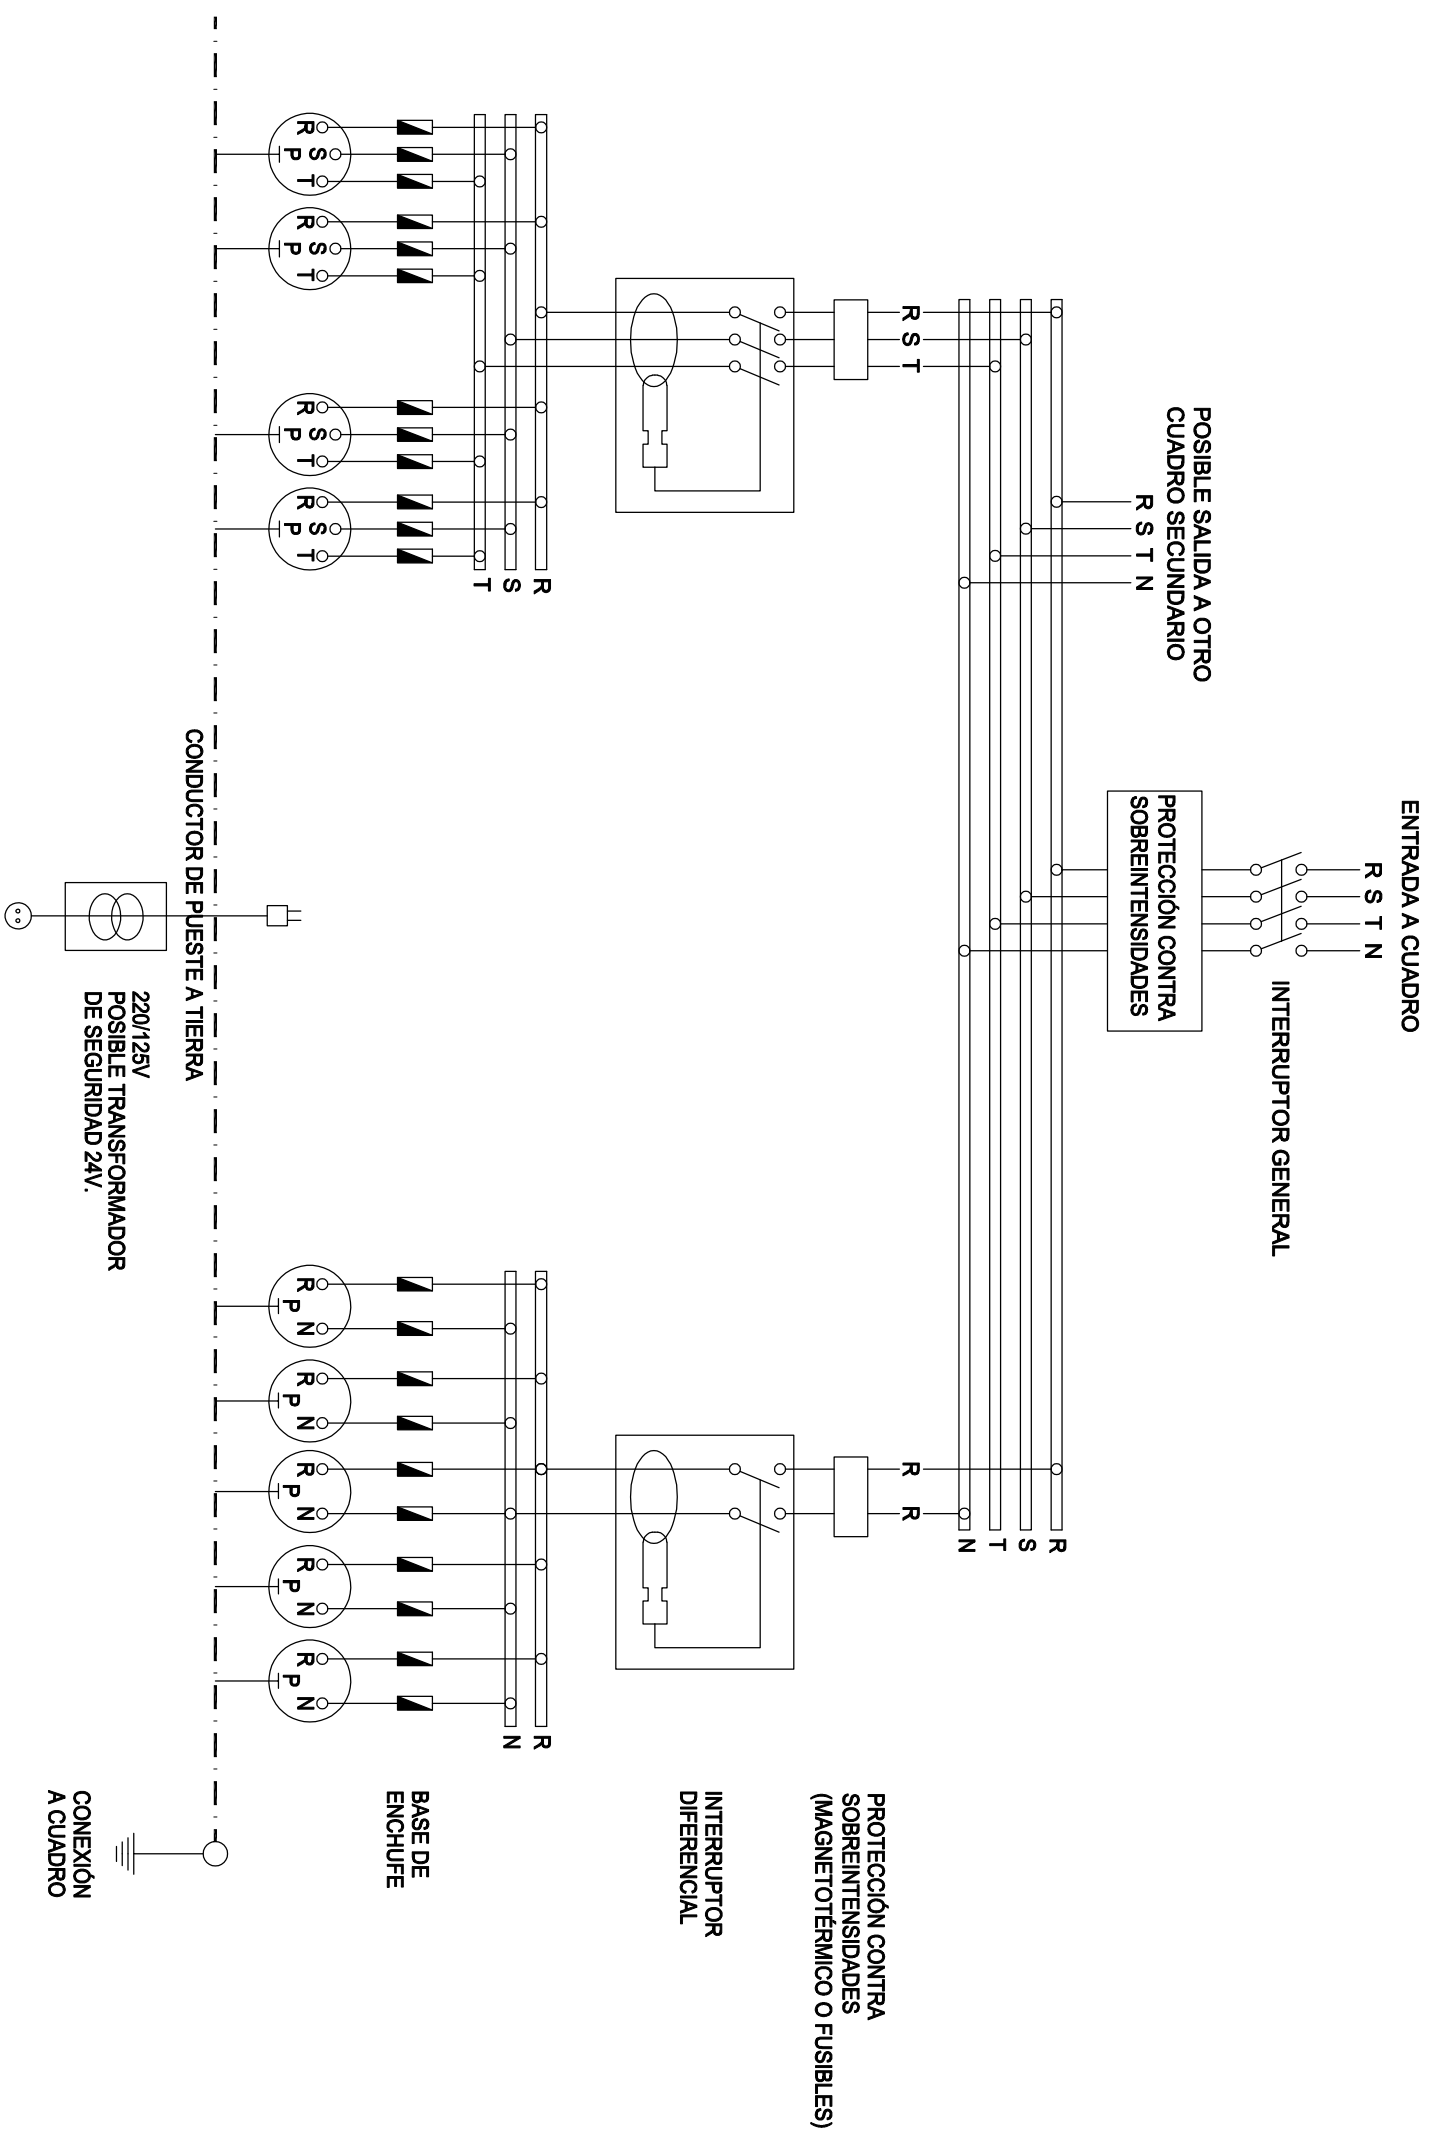 ENTRADA A CUADRO
R S T N
INTERRUPTOR GENERAL
PROTECCIÓN CONTRA
SOBREINTENSIDADES
POSIBLE SALIDA A OTRO
CUADRO SECUNDARIO
R S T N
R
S
T
N
R S T
R R
PROTECCIÓN CONTRA
SOBREINTENSIDADES
(MAGNETOTÉRMICO O FUSIBLES)
INTERRUPTOR
DIFERENCIAL
R
S
T
R
N
BASE DE
ENCHUFE
R S T
P
R S T
P
R S T
P
R S T
P
R P N
R P N
R P N
R P N
R P N
CONDUCTOR DE PUESTE A TIERRA
220/125V
POSIBLE TRANSFORMADOR
DE SEGURIDAD 24V.
CONEXIÓN
A CUADRO